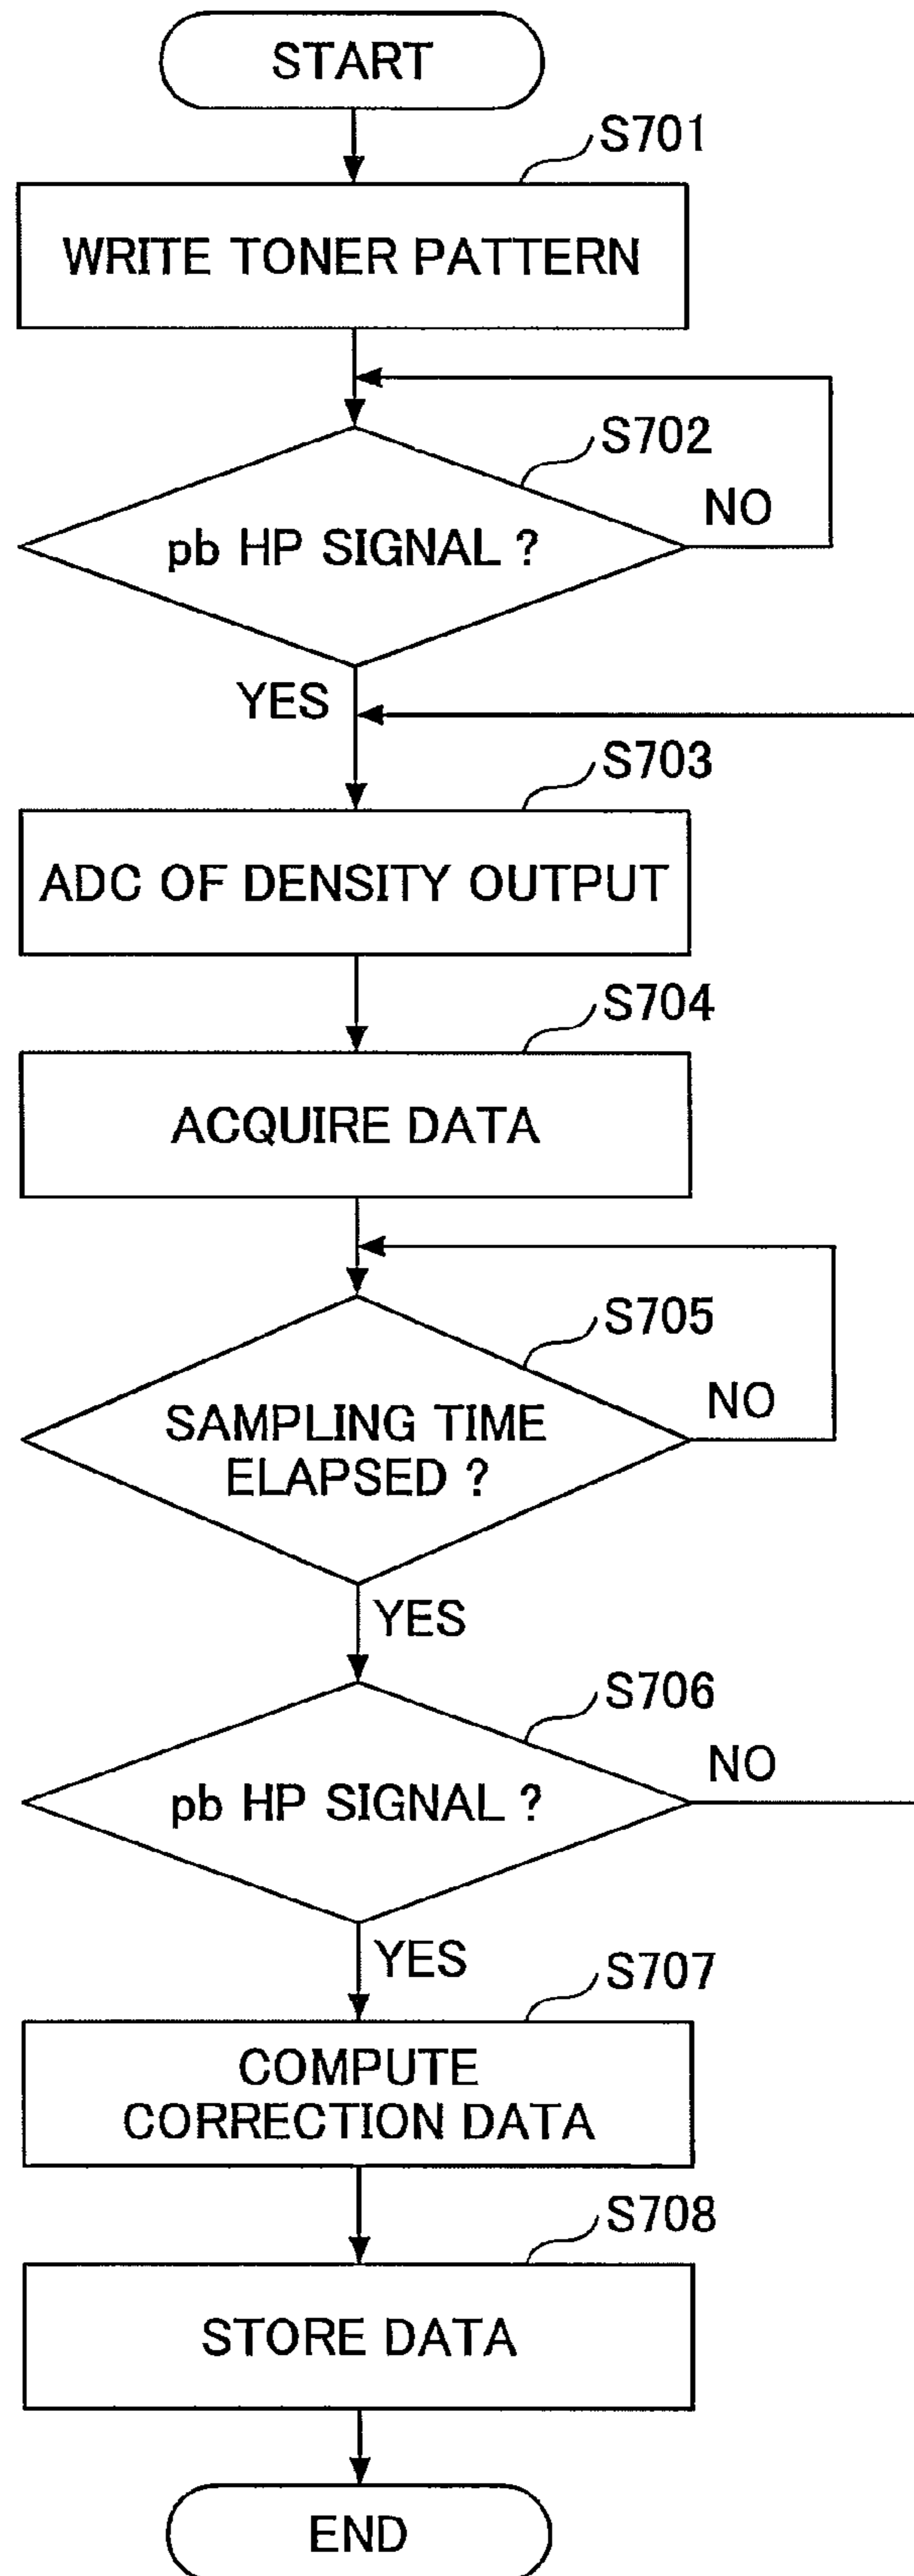 START
S701
WRITE TONER PATTERN
S702
pb HP SIGNAL ?
NO
YES
S703
ADC OF DENSITY OUTPUT
S704
ACQUIRE DATA
S705
SAMPLING TIME
ELAPSED ?
NO
YES
S706
pb HP SIGNAL ?
NO
YES
S707
COMPUTE
CORRECTION DATA
S708
STORE DATA
END